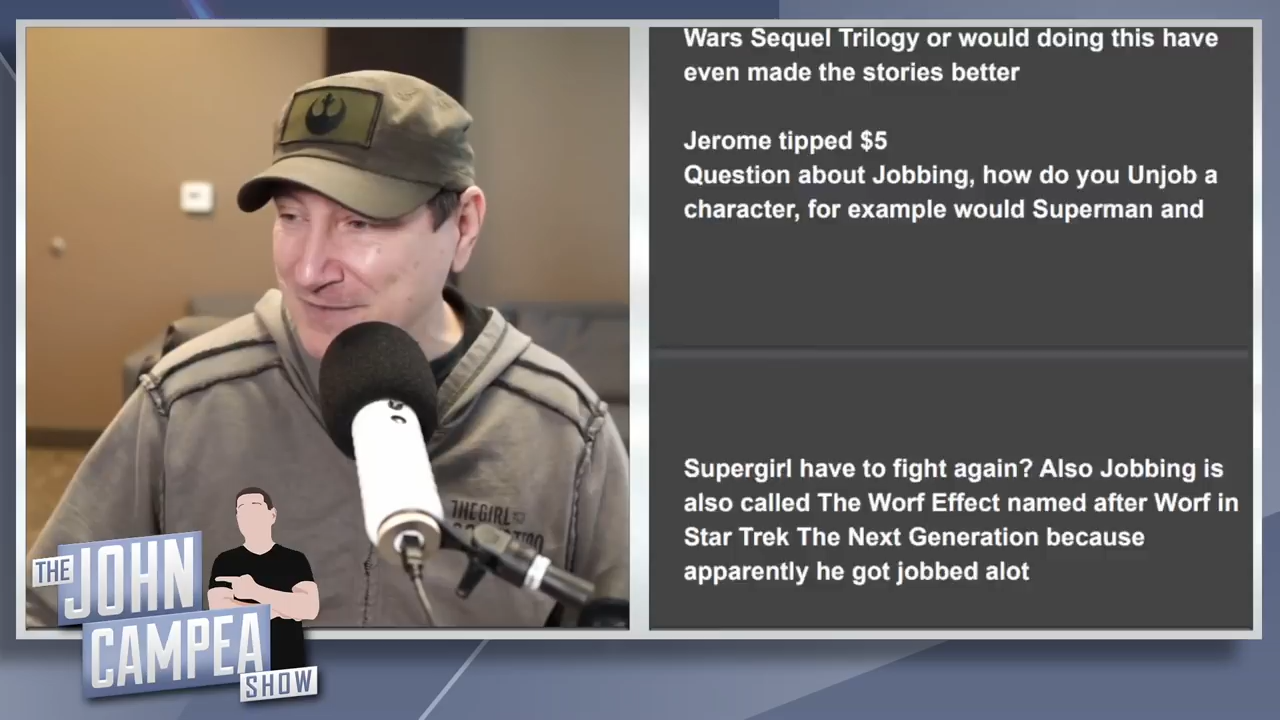 Wars Sequel Trilogy or would doing this have
even made the stories better
Jerome tipped $5
Question about Jobbing, how do you Unjob a
character, for example would Superman and
Supergirl have to fight again? Also Jobbing is
also called The Worf Effect named after Worf in
Star Trek The Next Generation because
apparently he got jobbed alot
THE GIRL
THE
JOHN
CAMPEA
SHOW